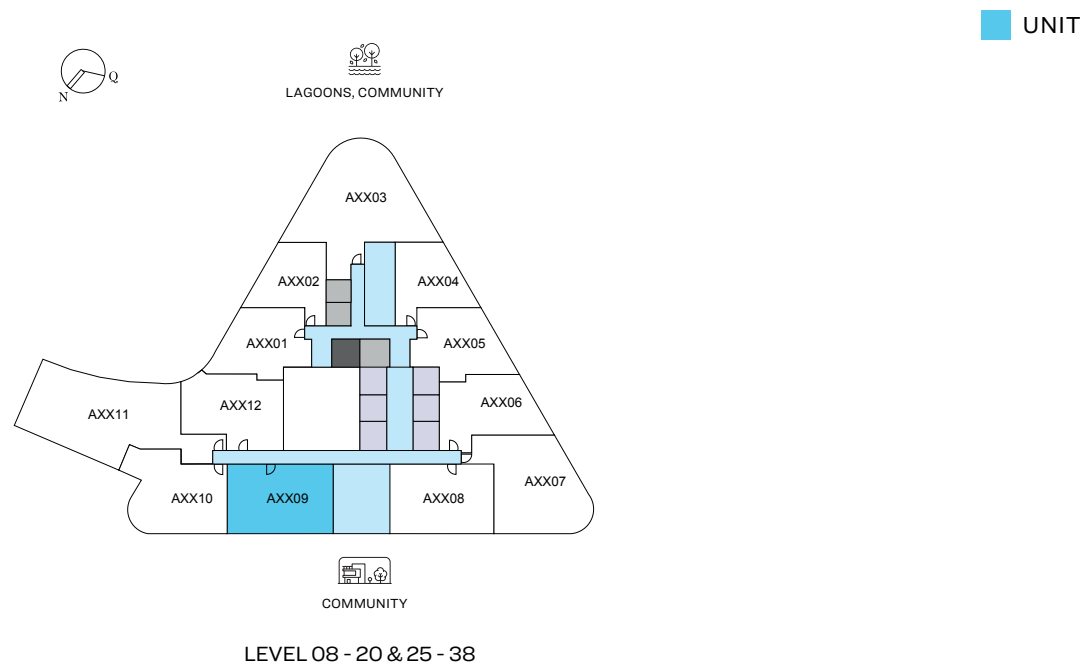 UNIT
Q
N
LAGOONS, COMMUNITY
AXX03
AXX02
AXX04
AXX01
AXX05
AXX12
AXX06
AXX11
AXX10
AXX09
AXX08
AXX07
COMMUNITY
LEVEL 08 - 20 & 25 - 38